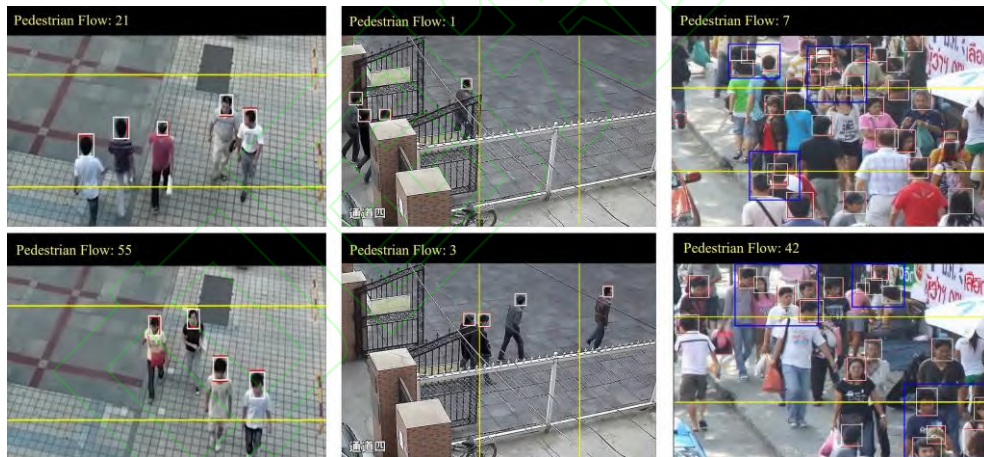 Pedestrian Flow: 21
Pedestrian Flow: 1
Pedestrian Flow: 7
通道四
Pedestrian Flow: 55
Pedestrian Flow: 3
Pedestrian Flow: 42
通道四